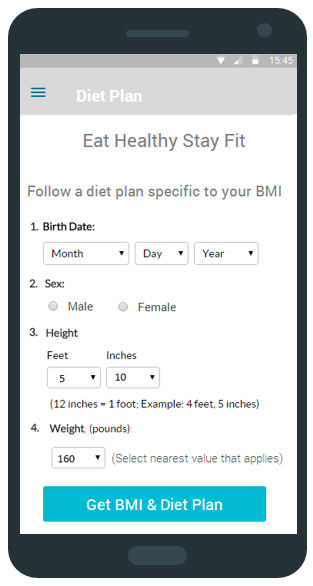 15:45
Diet Plan
Eat Healthy Stay Fit
Follow a diet plan specific to your BMI
1. Birth Date:
Month Day Year
2. Sex:
Male Female
3. Height
Feet Inches
5 10
(12 inches = 1 foot; Example: 4 feet, 5 inches)
4. Weight, (pounds):
160 (Select nearest value that applies)
Get BMI & Diet Plan